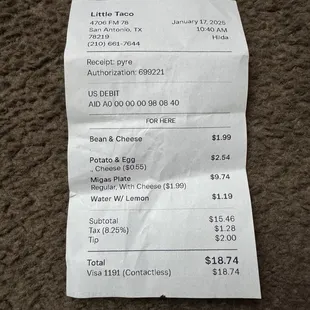 Little Taco
4706 FM 78
January 17, 2025
San Antonio, TX
10:40 AM
78219
Hilda
(210) 661-7644
Receipt: pyre
Authorization: 699221
US DEBIT
AID A0 00 00 00 98 08 40
FOR HERE
Bean & Cheese $1.99
Potato & Egg $2.54
, Cheese ($0.55)
Migas Plate $9.74
Regular, With Cheese ($1.99)
Water W/ Lemon $1.19
Subtotal $15.46
Tax (8.25%) $1.28
Tip $2.00
Total $18.74
Visa 1191 (Contactless) $18.74